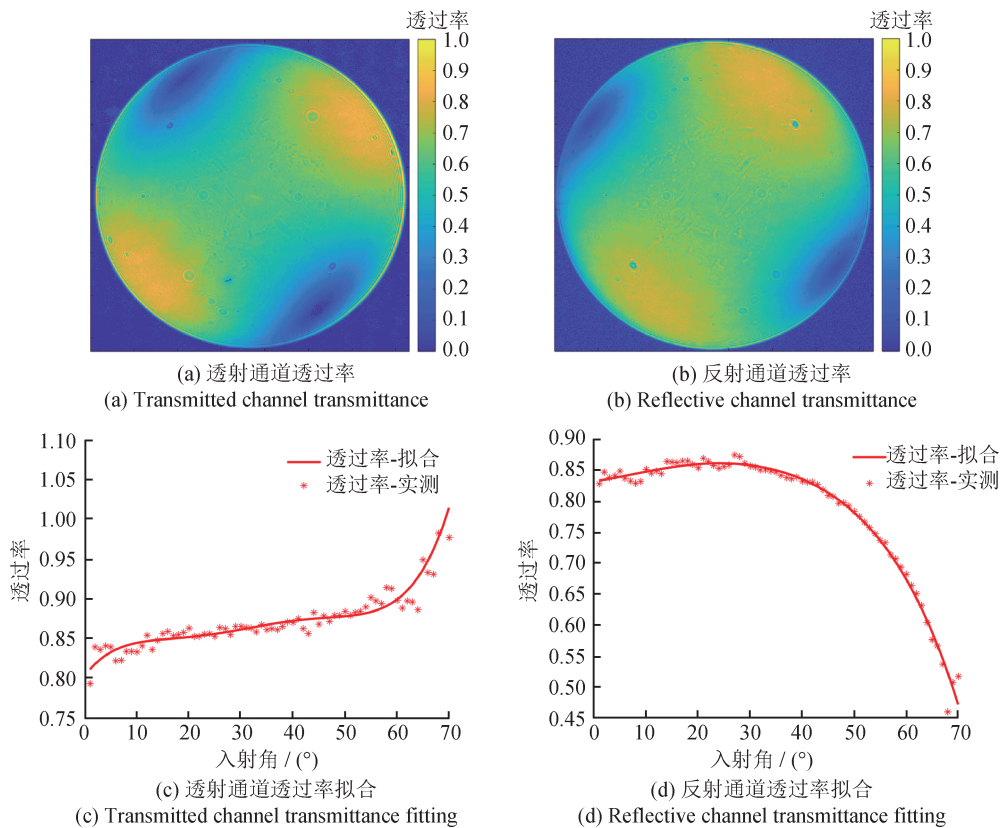 透过率
1.0
0.9
0.8
0.7
0.6
0.5
0.4
0.3
0.2
0.1
0.0
(a) 透射通道透过率
(a) Transmitted channel transmittance
透过率
1.0
0.9
0.8
0.7
0.6
0.5
0.4
0.3
0.2
0.1
0.0
(b) 反射通道透过率
(b) Reflective channel transmittance
1.10
1.05
1.00
0.95
0.90
0.85
0.80
0.75
透过率
透过率-拟合
透过率-实测
0 10 20 30 40 50 60 70
入射角 / (°)
(c) 透射通道透过率拟合
(c) Transmitted channel transmittance fitting
0.90
0.85
0.80
0.75
0.70
0.65
0.60
0.55
0.50
0.45
透过率
透过率-拟合
透过率-实测
0 10 20 30 40 50 60 70
入射角 / (°)
(d) 反射通道透过率拟合
(d) Reflective channel transmittance fitting